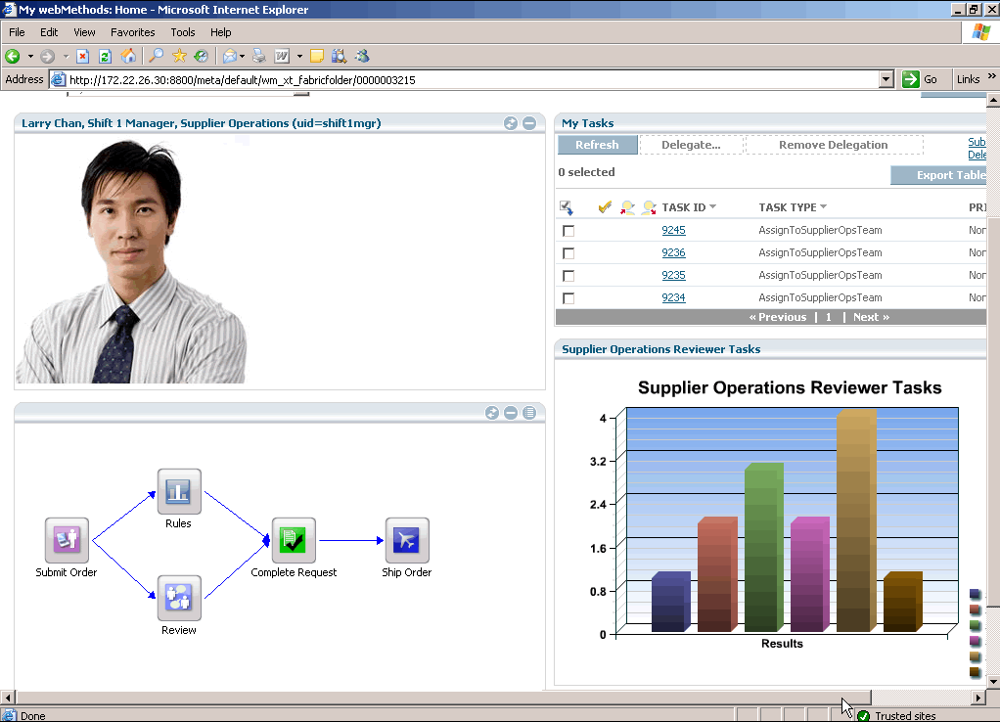 My webMethods: Home - Microsoft Internet Explorer
File Edit View Favorites Tools Help
Address http://172.22.26.30:8800/meta/default/wm_xt_fabricfolder/0000003215 Go Links »
Larry Chan, Shift 1 Manager, Supplier Operations (uid=shift1mgr)
My Tasks
Refresh Delegate... Remove Delegation Sub
Dele
0 selected
Export Table
TASK ID TASK TYPE PRI
9245 AssignToSupplierOpsTeam Non
9236 AssignToSupplierOpsTeam Non
9235 AssignToSupplierOpsTeam Non
9234 AssignToSupplierOpsTeam Non
« Previous | 1 | Next »
Supplier Operations Reviewer Tasks
Supplier Operations Reviewer Tasks
4
3.2
2.4
1.6
0.8
0
Results
Rules
Submit Order
Complete Request
Ship Order
Review
Done Trusted sites